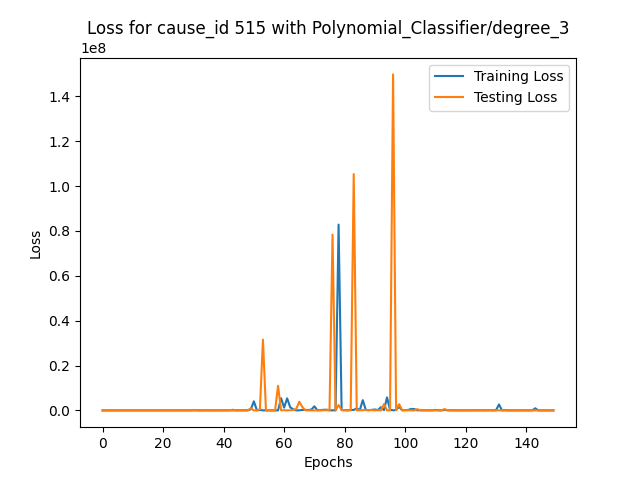 Loss for cause_id 515 with Polynomial_Classifier/degree_3
1e8
Training Loss
Testing Loss
1.4
1.2
1.0
0.8
0.6
0.4
0.2
0.0
Loss
0 20 40 60 80 100 120 140
Epochs